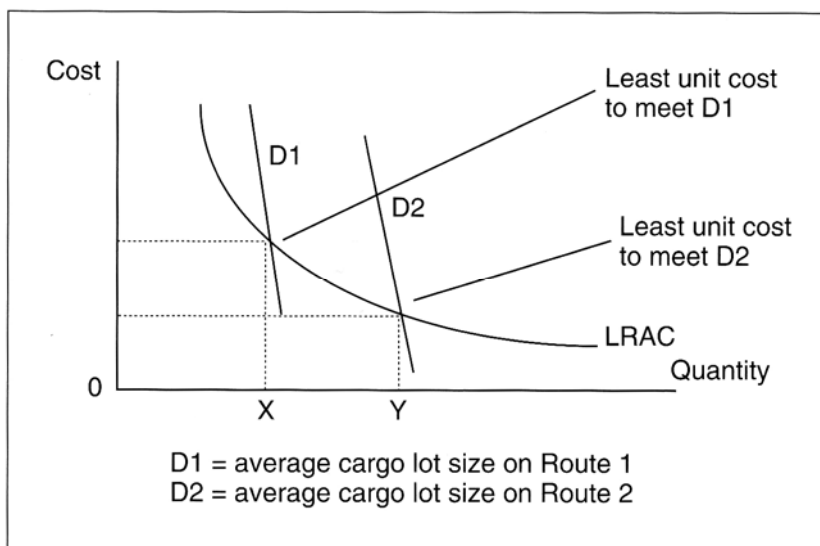 Cost
Least unit cost
to meet D1
D1
D2
Least unit cost
to meet D2
LRAC
Quantity
0
X
Y
D1 = average cargo lot size on Route 1
D2 = average cargo lot size on Route 2